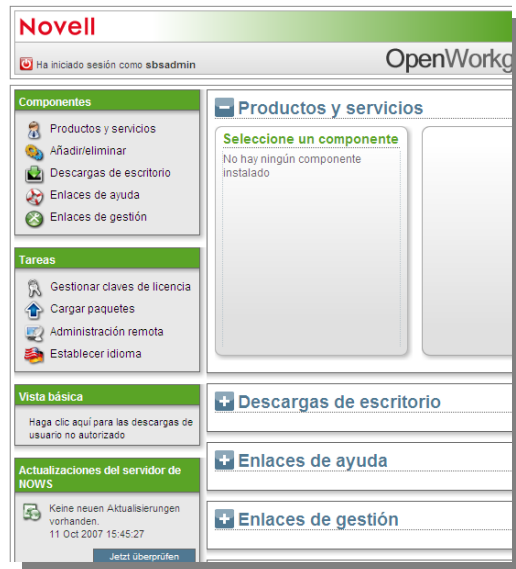 Novell
Ha iniciado sesión como sbsadmin
OpenWorkg
Componentes
Productos y servicios
Añadir/eliminar
Descargas de escritorio
Enlaces de ayuda
Enlaces de gestión
Tareas
Gestionar claves de licencia
Cargar paquetes
Administración remota
Establecer idioma
Vista básica
Haga clic aquí para las descargas de
usuario no autorizado
Actualizaciones del servidor de
NOWS
Keine neuen Aktualisierungen
vorhanden.
11 Oct 2007 15:45:27
Jetzt überprüfen
Productos y servicios
Seleccione un componente
No hay ningún componente
instalado
Descargas de escritorio
Enlaces de ayuda
Enlaces de gestión